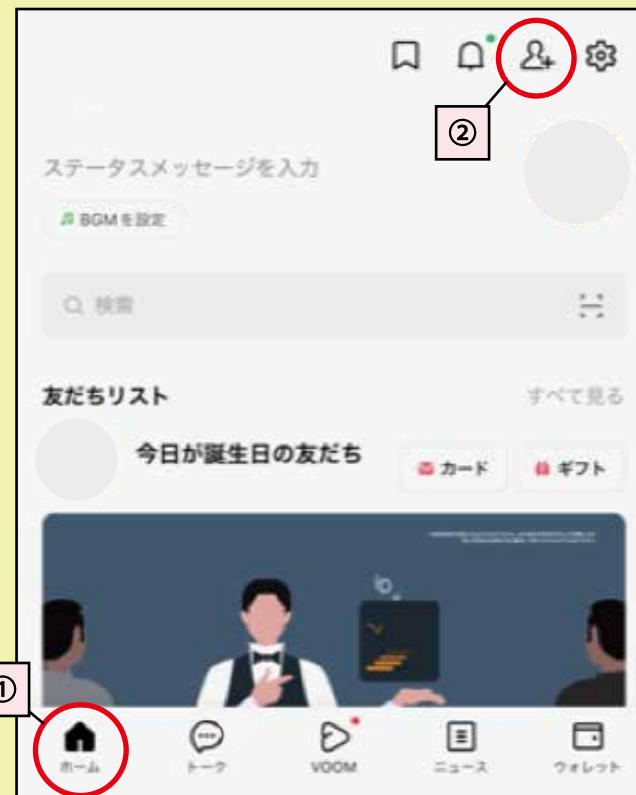 ②
ステータスメッセージを入力
BGMを設定
検索
友だちリスト
すべて見る
今日が誕生日の友だち
カード
ギフト
①
ホーム
トーク
VOOM
ニュース
ウォレット